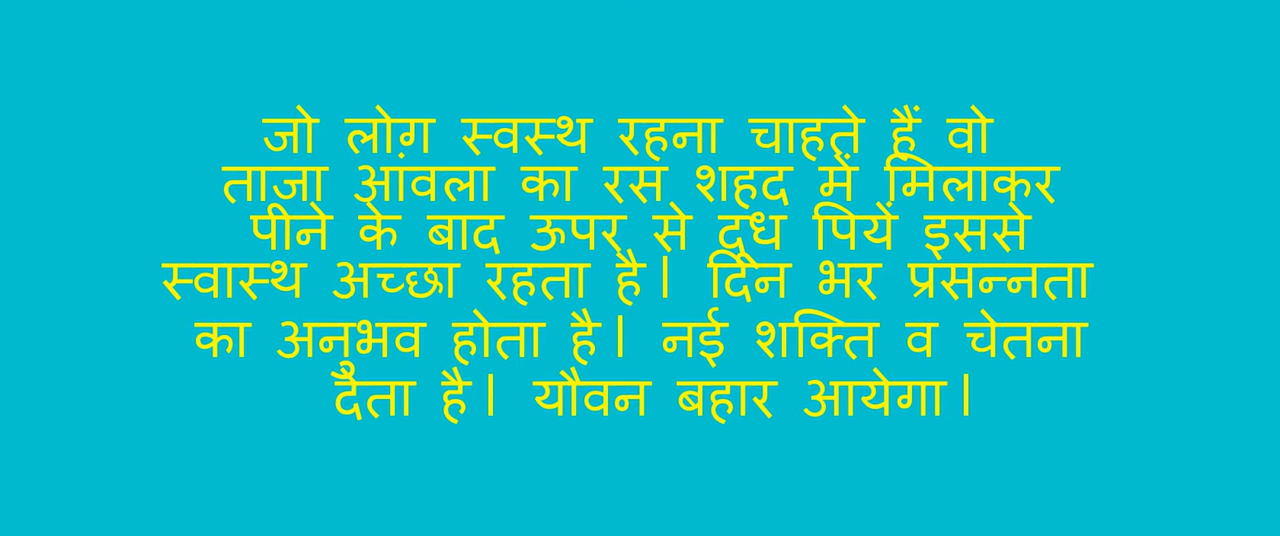 जो लोग़ स्वस्थ रहना चाहते हैं वो
ताजा आंवला का रस शहद में मिलाकर
पीने के बाद ऊपर से दूध पियें इससे
स्वास्थ अच्छा रहता है। दिन भर प्रसन्नता
का अनुभव होता है। नई शक्ति व चेतना
देता है। यौवन बहार आयेगा।